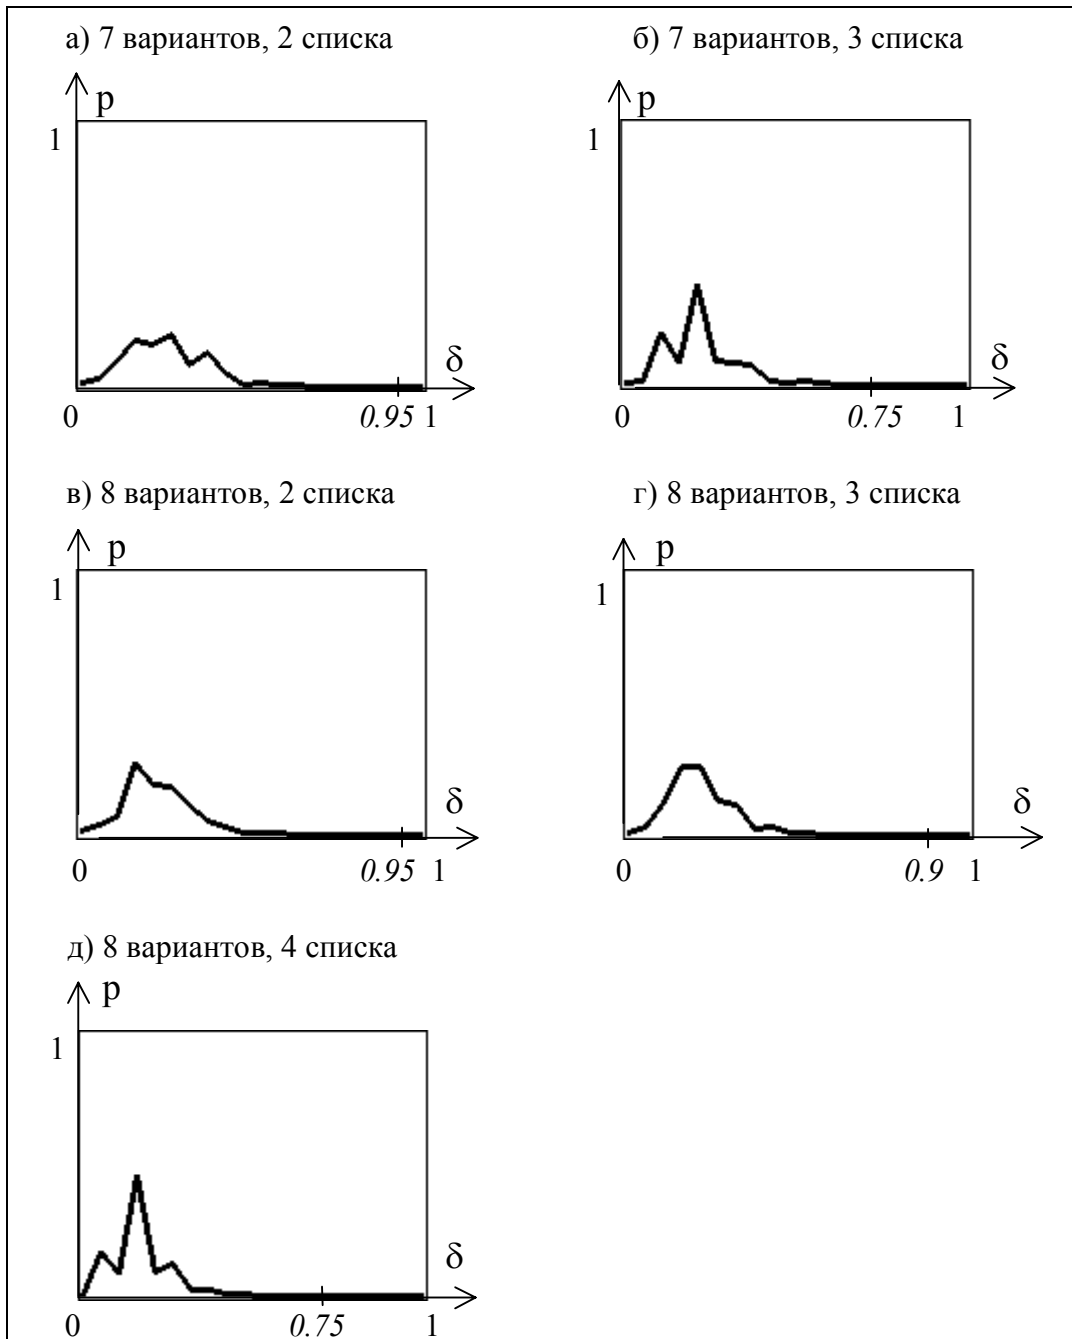 а) 7 вариантов, 2 списка
p
1
δ
0
0.95
1
б) 7 вариантов, 3 списка
p
1
δ
0
0.75
1
в) 8 вариантов, 2 списка
p
1
δ
0
0.95
1
г) 8 вариантов, 3 списка
p
1
δ
0
0.9
1
д) 8 вариантов, 4 списка
p
1
δ
0
0.75
1